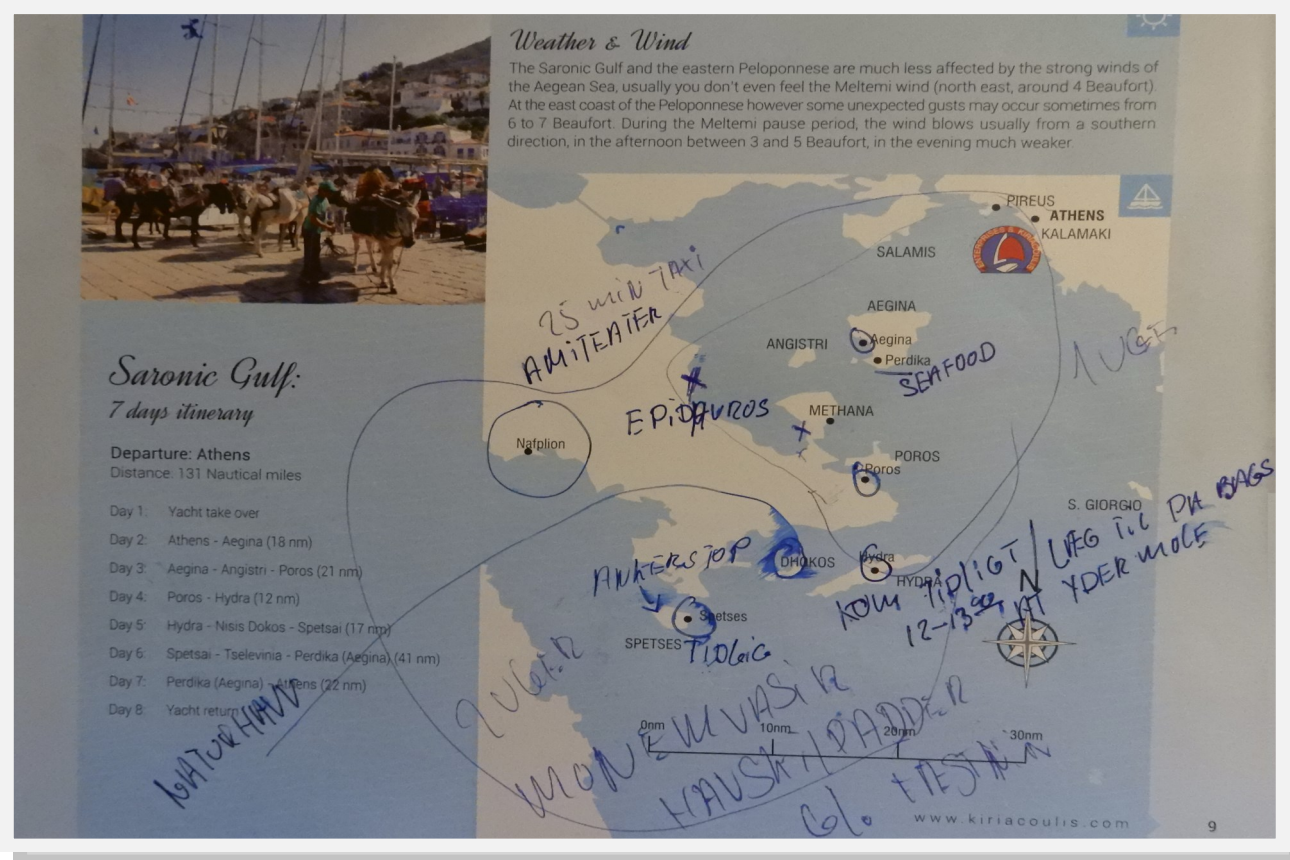 Weather & Wind
The Saronic Gulf and the eastern Peloponnese are much less affected by the strong winds of
the Aegean Sea, usually you don't even feel the Meltemi wind (north east, around 4 Beaufort).
At the east coast of the Peloponnese however some unexpected gusts may occur sometimes from
6 to 7 Beaufort. During the Meltemi pause period, the wind blows usually from a southern
direction, in the afternoon between 3 and 5 Beaufort, in the evening much weaker.
PIREUS
ATHENS
KALAMAKI
SALAMIS
25 MIN TAXI
AMITEATER
AEGINA
Aegina
ANGISTRI
Perdika
SEAFOOD
1 UGE
EPIDAVROS
METHANA
Nafplion
POROS
Poros
S. GIORGIO
Saronic Gulf:
7 days itinerary
Departure: Athens
Distance: 131 Nautical miles
Day 1: Yacht take over
Day 2: Athens - Aegina (18 nm)
Day 3: Aegina - Angistri - Poros (21 nm)
Day 4: Poros - Hydra (12 nm)
Day 5: Hydra - Nisis Dokos - Spetsai (17 nm)
Day 6: Spetsai - Tselevinia - Perdika (Aegina) (41 nm)
Day 7: Perdika (Aegina) - Athens (22 nm)
Day 8: Yacht return
NATURHAVN
ANKERSTOP
DHOKOS
Hydra
HYDRA
KOM TIDLIGT
12-13:00
LÆG TIL PÅ BAGS
YDERMOLE
N
Spetses
SPETSES
TIDLIG
2 UGER
MONEMVASIA
HAVSKILPADDER
Gl.
0nm
10nm
20nm
30nm
www.kiriacoulis.com
9